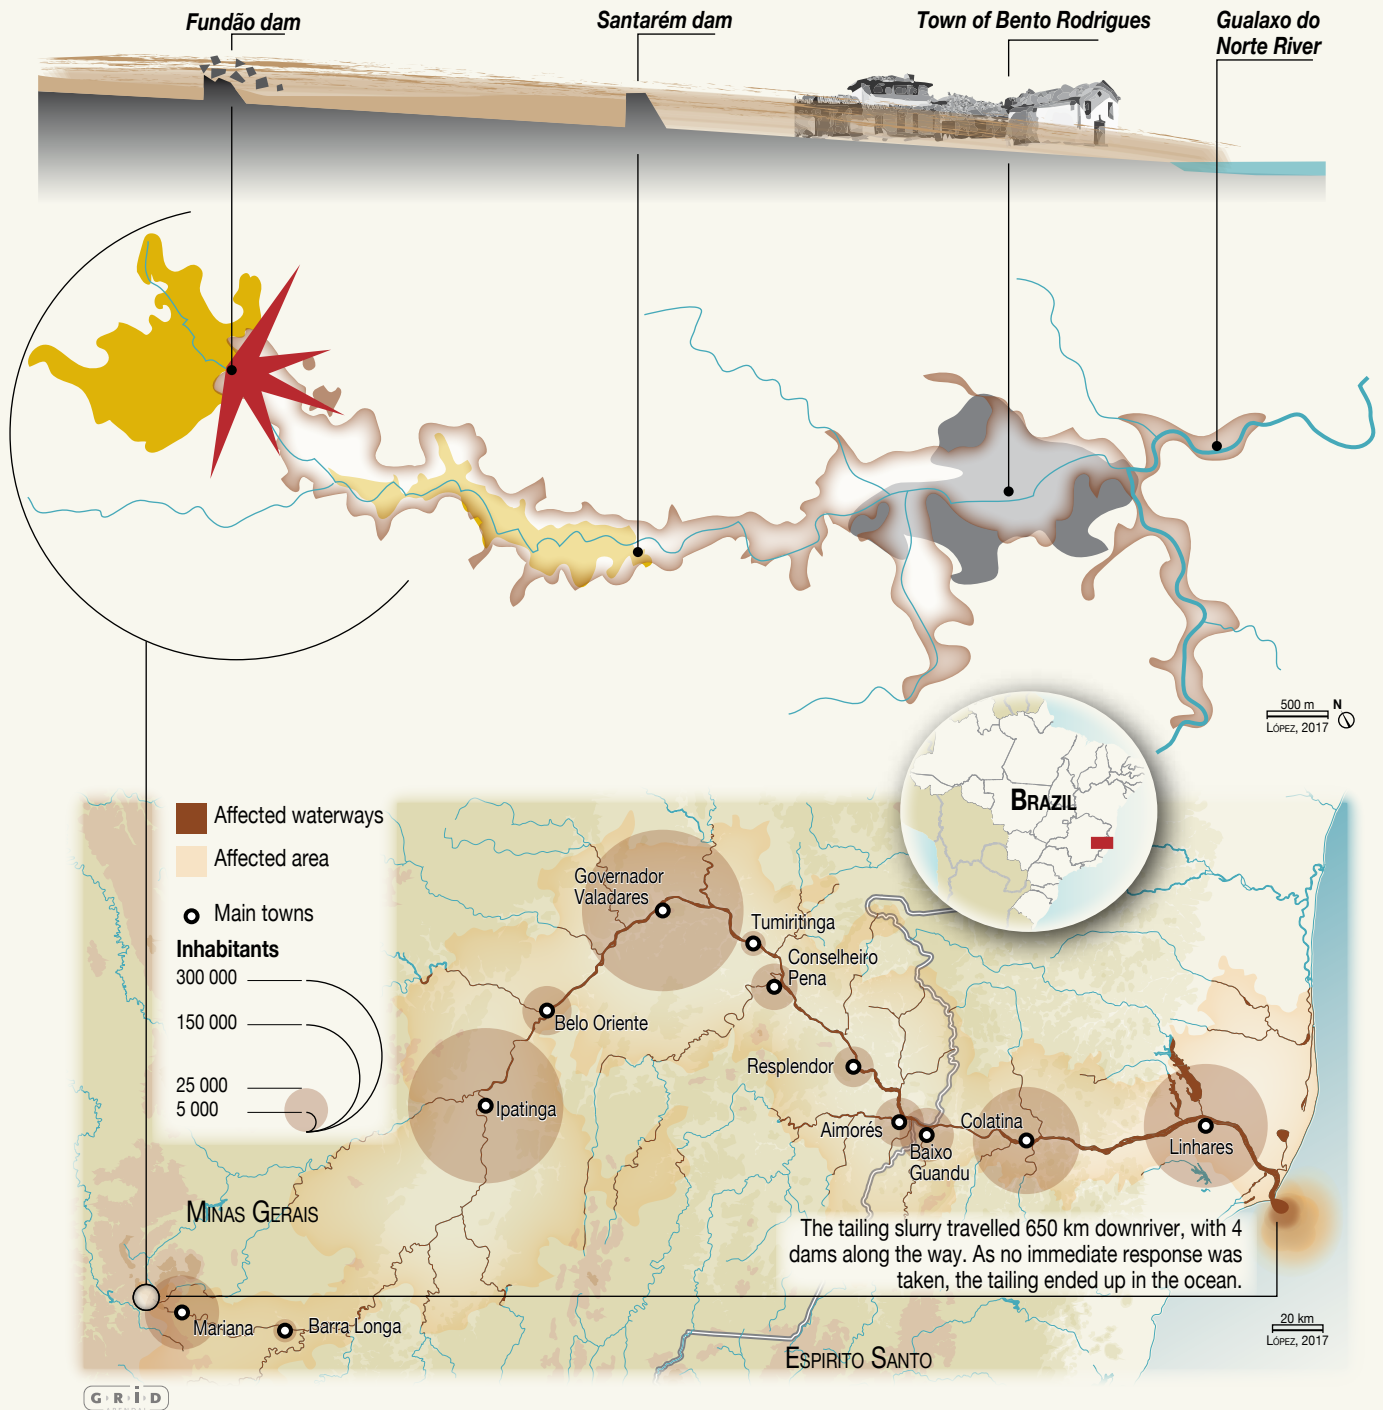 Fundão dam
Santarém dam
Town of Bento Rodrigues
Gualaxo do
Norte River
500 m
N
López, 2017
Brazil
Affected waterways
Affected area
Main towns
Inhabitants
300 000
150 000
25 000
5 000
Governador
Valadares
Tumiritinga
Conselheiro
Pena
Belo Oriente
Resplendor
Ipatinga
Aimorés
Baixo
Guandu
Colatina
Linhares
Minas Gerais
The tailing slurry travelled 650 km downriver, with 4
dams along the way. As no immediate response was
taken, the tailing ended up in the ocean.
Mariana
Barra Longa
20 km
López, 2017
Espirito Santo
GRID